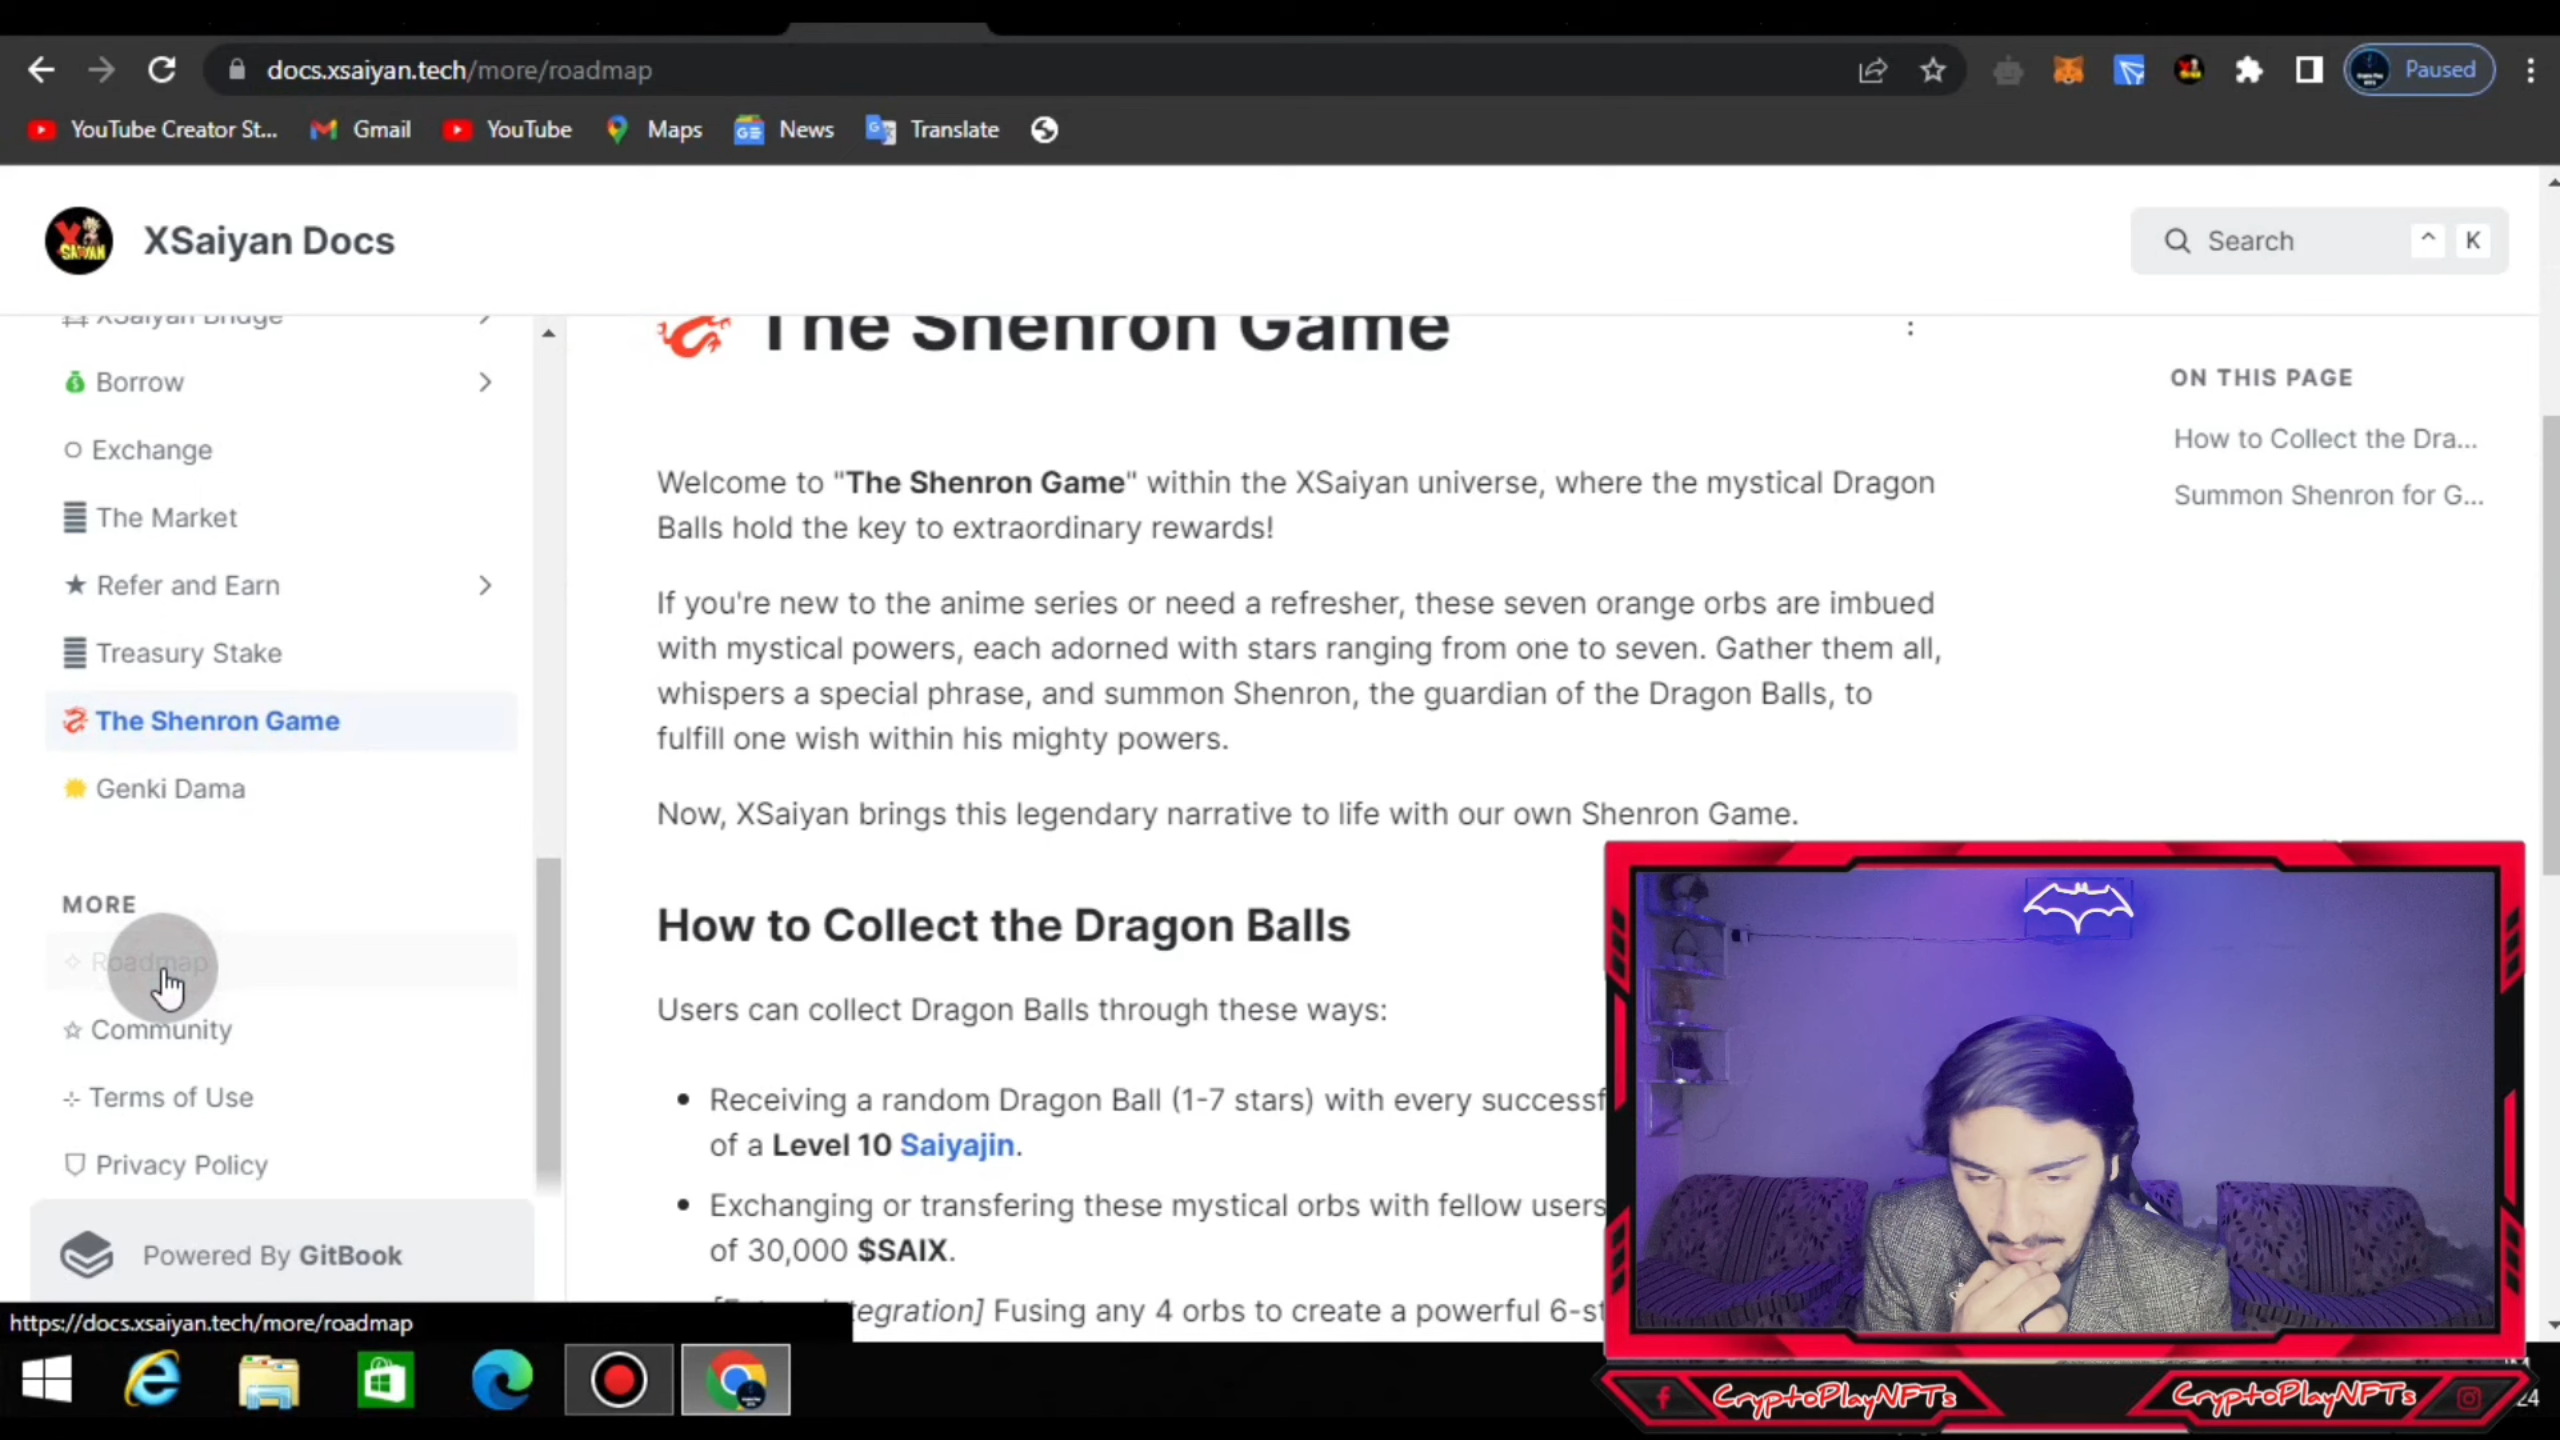 docs.xsaiyan.tech/more/roadmap
Paused
YouTube Creator St...
Gmail
YouTube
Maps
News
Translate
XSaiyan Docs
Search
^ K
XSaiyan Bridge
Borrow
Exchange
The Market
Refer and Earn
Treasury Stake
The Shenron Game
Genki Dama
MORE
Roadmap
Community
Terms of Use
Privacy Policy
Powered By GitBook
https://docs.xsaiyan.tech/more/roadmap
The Shenron Game
Welcome to "The Shenron Game" within the XSaiyan universe, where the mystical Dragon
Balls hold the key to extraordinary rewards!
If you're new to the anime series or need a refresher, these seven orange orbs are imbued
with mystical powers, each adorned with stars ranging from one to seven. Gather them all,
whispers a special phrase, and summon Shenron, the guardian of the Dragon Balls, to
fulfill one wish within his mighty powers.
Now, XSaiyan brings this legendary narrative to life with our own Shenron Game.
How to Collect the Dragon Balls
Users can collect Dragon Balls through these ways:
Receiving a random Dragon Ball (1-7 stars) with every successf
of a Level 10 Saiyajin.
Exchanging or transfering these mystical orbs with fellow users
of 30,000 $SAIX.
egration] Fusing any 4 orbs to create a powerful 6-st
ON THIS PAGE
How to Collect the Dra...
Summon Shenron for G...
CryptoPlayNFTs
CryptoPlayNFTs
24